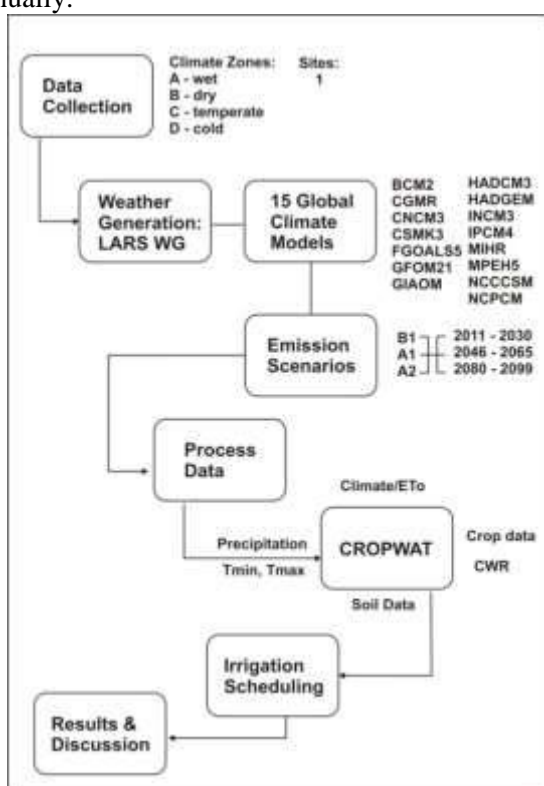 nually.
Climate Zones:
A - wet
B - dry
C - temperate
D - cold
Sites:
1
Data
Collection
Weather
Generation:
LARS WG
15 Global
Climate
Models
BCM2
CGMR
CNCM3
CSMK3
FGOALS5
GFOM21
GIAOM
HADCM3
HADGEM
INCM3
IPCM4
MIHR
MPEH5
NCCCSM
NCPCM
Emission
Scenarios
B1
A1
A2
2011 - 2030
2046 - 2065
2080 - 2099
Process
Data
Climate/ETo
Precipitation
Tmin, Tmax
CROPWAT
Crop data
CWR
Soil Data
Irrigation
Scheduling
Results &
Discussion